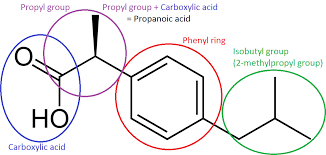 Propyl group
Propyl group + Carboxylic acid
= Propanoic acid
Phenyl ring
Isobutyl group
(2-methylpropyl group)
O
HO
Carboxylic acid